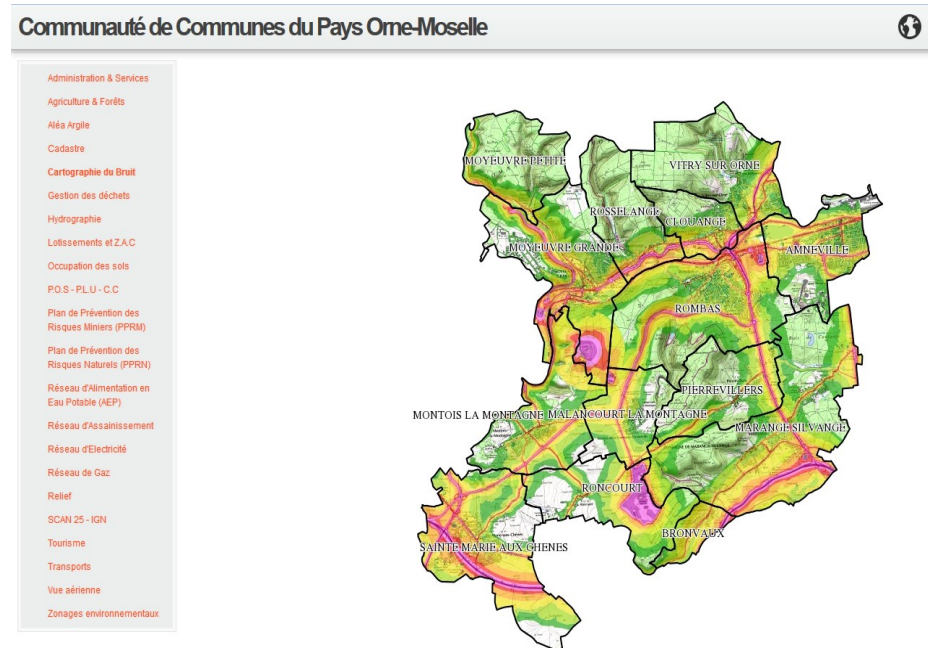 Communauté de Communes du Pays Orne-Moselle
Administration & Services
Agriculture & Forêts
Aléa Argile
Cadastre
Cartographie du Bruit
Gestion des déchets
Hydrographie
Lotissements et Z.A.C
Occupation des sols
P.O.S - P.L.U - C.C
Plan de Prévention des
Risques Miniers (PPRM)
Plan de Prévention des
Risques Naturels (PPRN)
Réseau d'Alimentation en
Eau Potable (AEP)
Réseau d'Assainissement
Réseau d'Electricité
Réseau de Gaz
Relief
SCAN 25 - IGN
Tourisme
Transports
Vue aérienne
Zonages environnementaux
MOYEUVRE PETITE
VITRY SUR ORNE
ROSSELANGE
CLOUANGE
MOYEUVRE GRANDE
AMNEVILLE
ROMBAS
PIERREVILLERS
MONTOIS LA MONTAGNE
MALANCOURT LA MONTAGNE
MARANGE SILVANGE
RONCOURT
BRONVAUX
SAINTE MARIE AUX CHENES